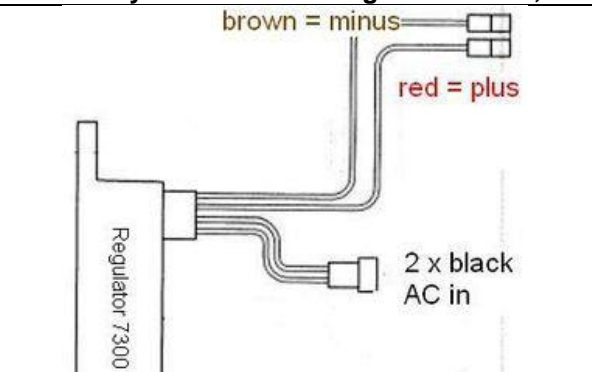 brown = minus
red = plus
2 x black
AC in
Regulator 7300